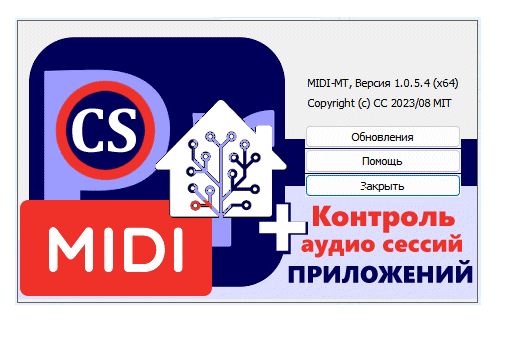 Pr
CS
MIDI
MIDI-MT, Версия 1.0.5.4 (x64)
Copyright (c) CC 2023/08 MIT
Обновления
Помощь
Закрыть
+
Контроль
аудио сессий
ПРИЛОЖЕНИЙ